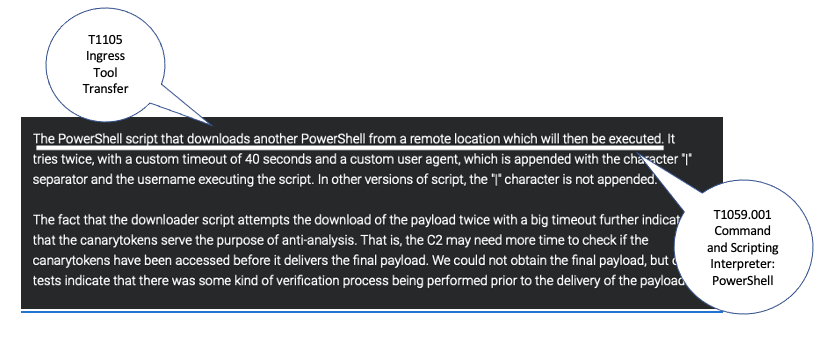 T1105
Ingress
Tool
Transfer
The PowerShell script that downloads another PowerShell from a remote location which will then be executed. It
tries twice, with a custom timeout of 40 seconds and a custom user agent, which is appended with the character "|"
separator and the username executing the script. In other versions of script, the "|" character is not appended.
The fact that the downloader script attempts the download of the payload twice with a big timeout further
that the canarytokens serve the purpose of anti-analysis. That is, the C2 may need more time to check if the
canarytokens have been accessed before it delivers the final payload. We could not obtain the final payload, but
tests indicate that there was some kind of verification process being performed prior to the delivery of the payload
T1059.001
Command
and Scripting
Interpreter:
PowerShell